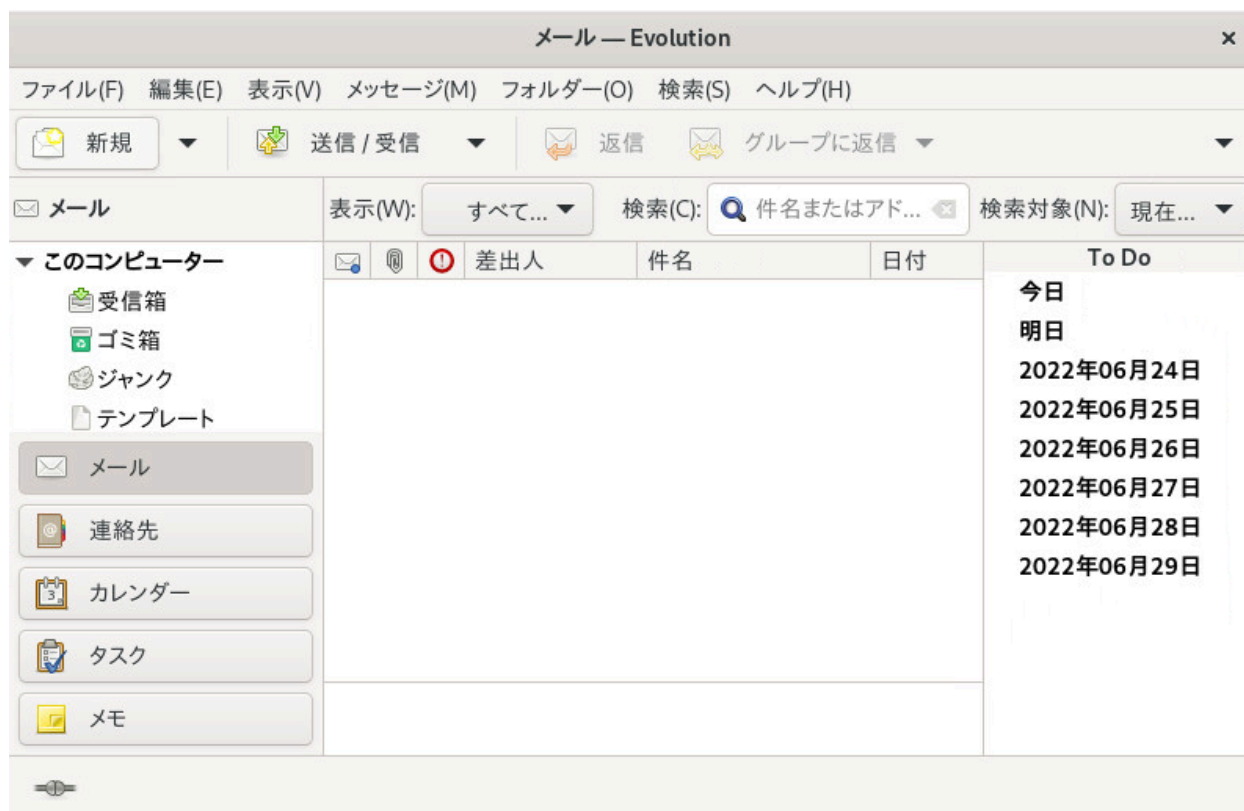 メール — Evolution
ファイル(F) 編集(E) 表示(V) メッセージ(M) フォルダー(O) 検索(S) ヘルプ(H)
新規 送信 / 受信 返信 グループに返信
メール 表示(W): すべて... 検索(C): 件名またはアド... 検索対象(N): 現在...
このコンピューター
受信箱
ゴミ箱
ジャンク
テンプレート
メール
連絡先
カレンダー
タスク
メモ
差出人 件名 日付
To Do
今日
明日
2022年06月24日
2022年06月25日
2022年06月26日
2022年06月27日
2022年06月28日
2022年06月29日